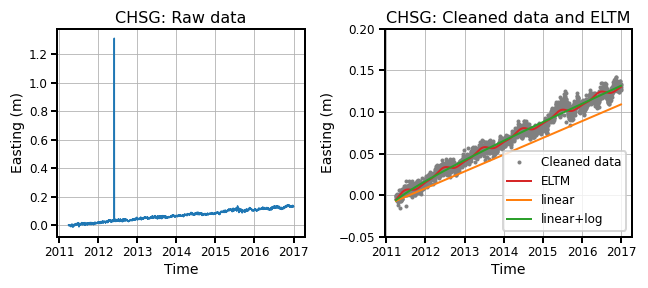 CHSG: Raw data
1.2
1.0
0.8
0.6
0.4
0.2
0.0
Easting (m)
2011 2012 2013 2014 2015 2016 2017
Time
CHSG: Cleaned data and ELTM
0.20
0.15
0.10
0.05
0.00
−0.05
Easting (m)
Cleaned data
ELTM
linear
linear+log
2011 2012 2013 2014 2015 2016 2017
Time